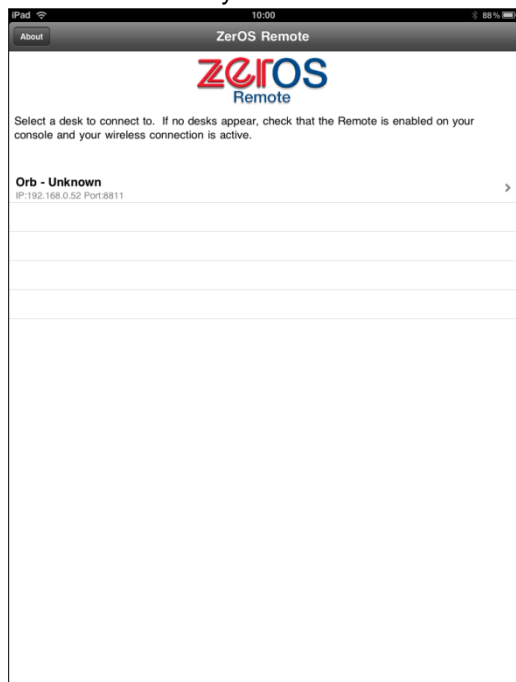 iPad 10:00 88%
About ZerOS Remote
zerOS
Remote
Select a desk to connect to. If no desks appear, check that the Remote is enabled on your
console and your wireless connection is active.
Orb - Unknown
IP:192.168.0.52 Port:8811